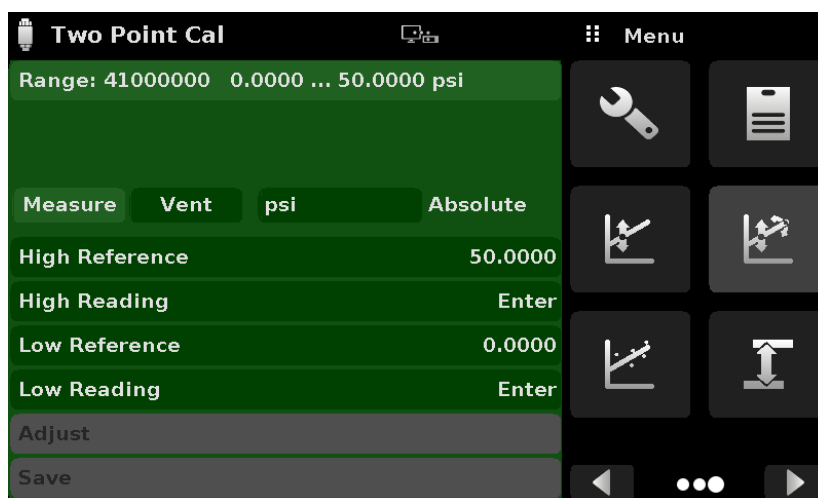 Two Point Cal
Menu
Range: 41000000 0.0000 ... 50.0000 psi
Measure Vent psi Absolute
High Reference 50.0000
High Reading Enter
Low Reference 0.0000
Low Reading Enter
Adjust
Save